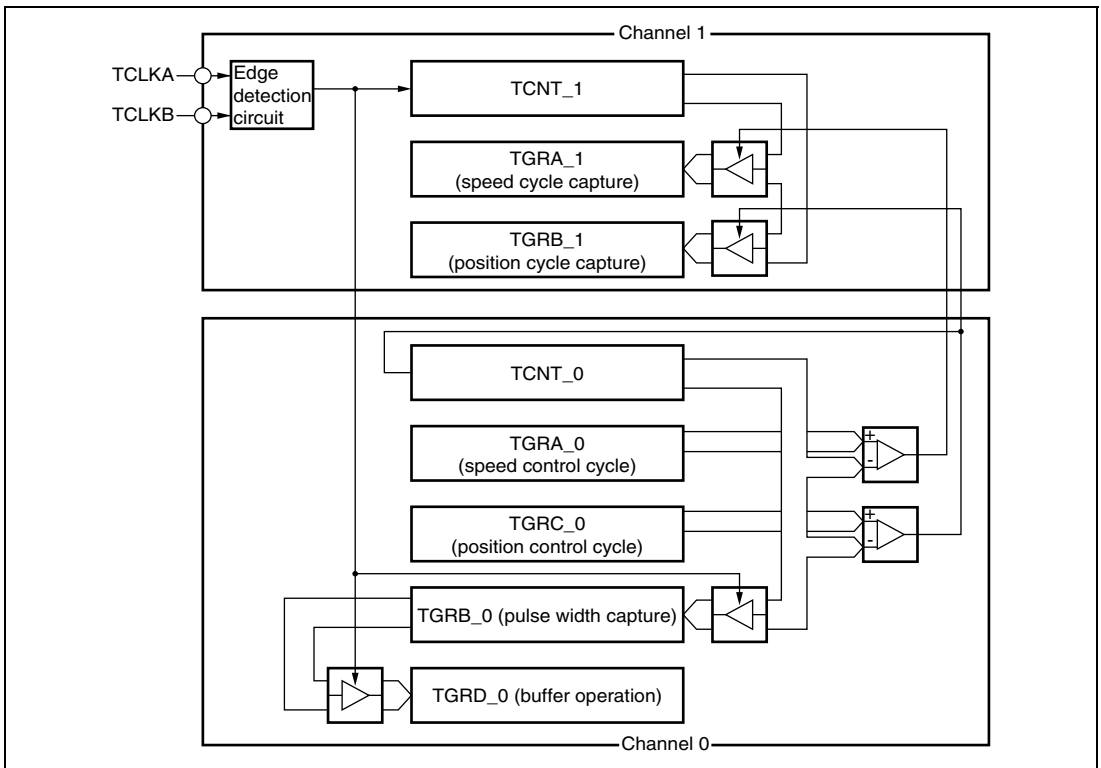 Channel 1
TCLKA
TCLKB
Edge
detection
circuit
TCNT_1
TGRA_1
(speed cycle capture)
TGRB_1
(position cycle capture)
TCNT_0
TGRA_0
(speed control cycle)
+
-
TGRC_0
(position control cycle)
+
-
TGRB_0 (pulse width capture)
TGRD_0 (buffer operation)
Channel 0